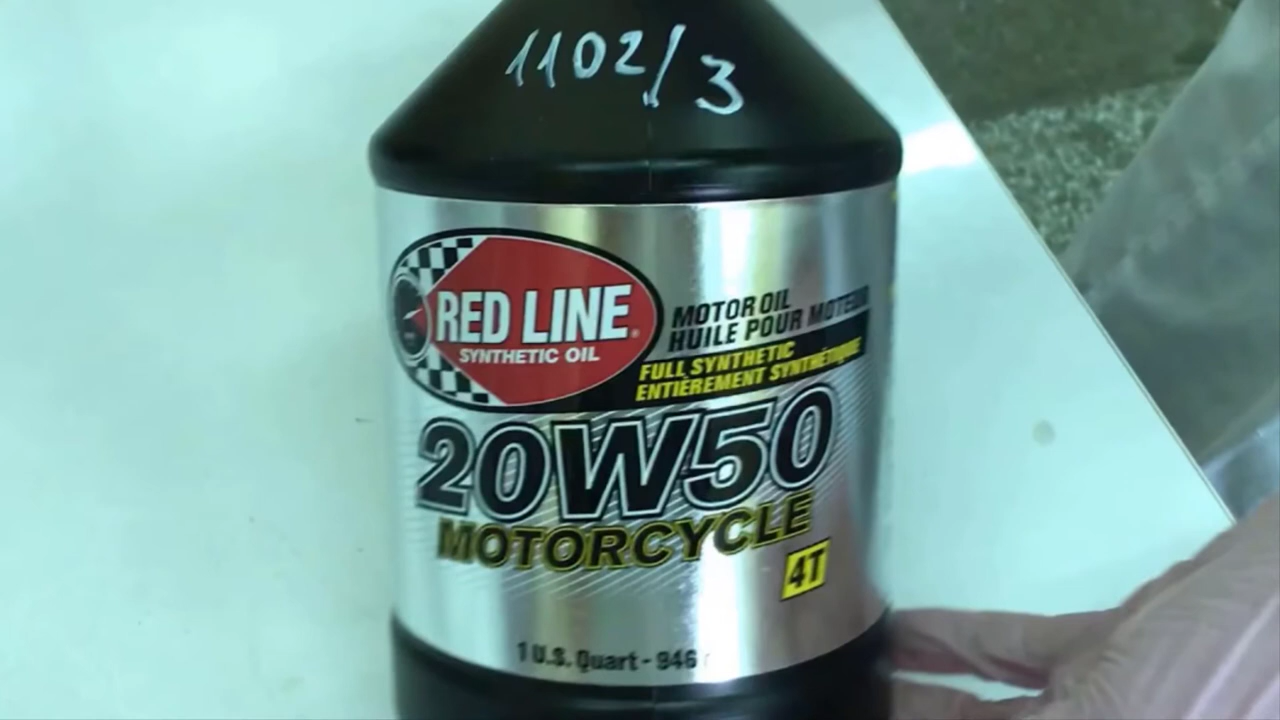 1102/3
RED LINE
SYNTHETIC OIL
MOTOR OIL
HUILE POUR MOTEUR
FULL SYNTHETIC
ENTIÈREMENT SYNTHÉTIQUE
20W50
MOTORCYCLE
4T
1 U.S. Quart - 946